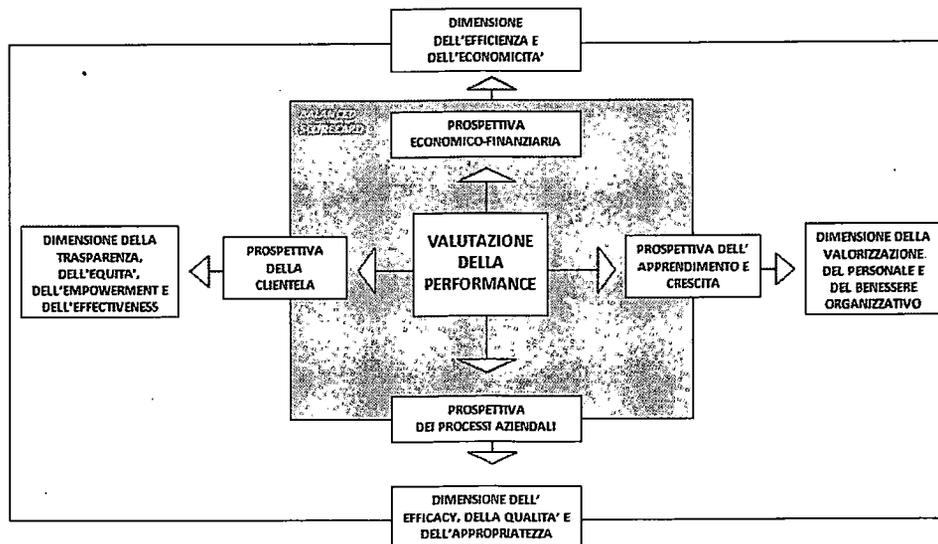 DIMENSIONE
DELL'EFFICIENZA E
DELL'ECONOMICITA'
BALANCED
SCORECARD
PROSPETTIVA
ECONOMICO-FINANZIARIA
DIMENSIONE DELLA
TRASPARENZA,
DELL'EQUITA',
DELL'EMPOWERMENT E
DELL'EFFECTIVENESS
PROSPETTIVA
DELLA
CLIENTELA
VALUTAZIONE
DELLA
PERFORMANCE
PROSPETTIVA DELL'
APPRENDIMENTO E
CRESCITA
DIMENSIONE DELLA
VALORIZZAZIONE.
DEL PERSONALE E
DEL BENESSERE
ORGANIZZATIVO
PROSPETTIVA
DEI PROCESSI AZIENDALI
DIMENSIONE DELL'
EFFICACY, DELLA QUALITA' E
DELL'APPROPRIATEZZA